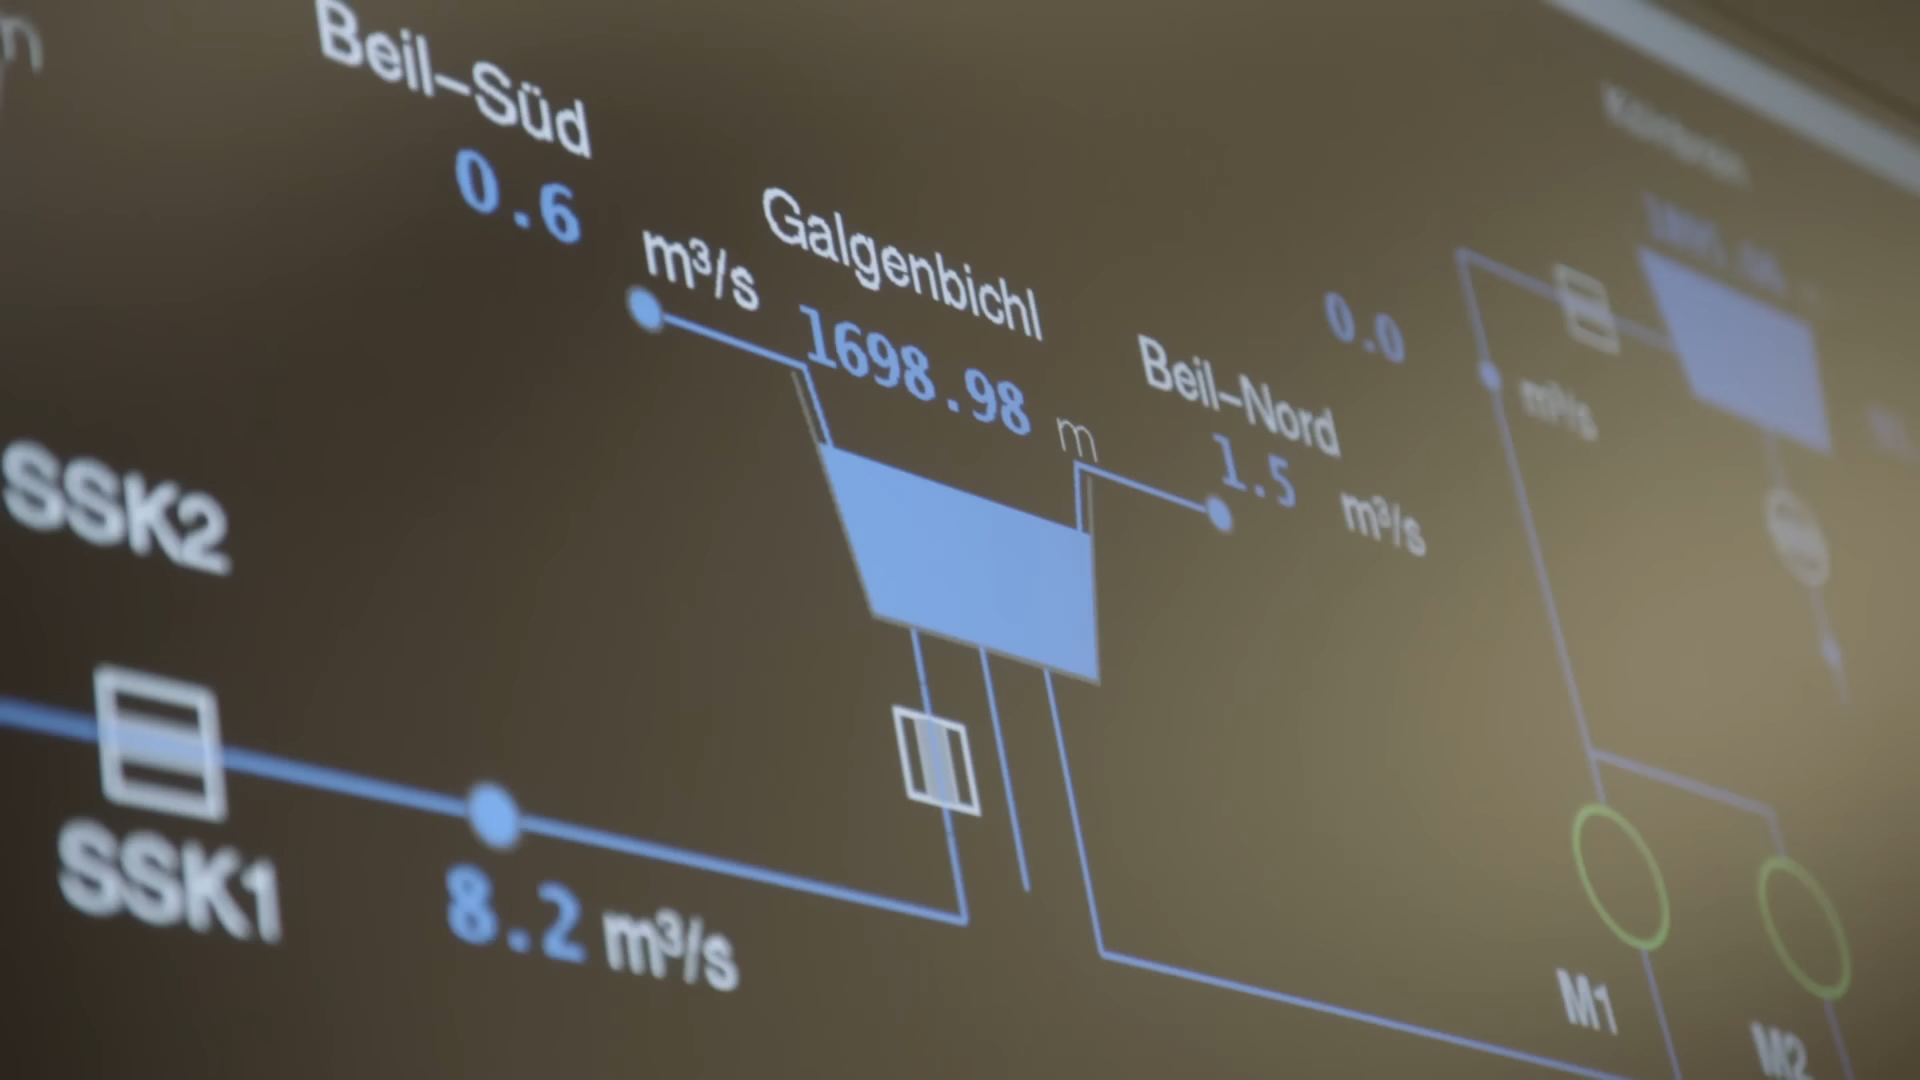 Beil–Süd
0.6 m³/s
Galgenbichl
1698.98 m
Beil–Nord
1.5 m³/s
0.0 m³/s
SSK2
SSK1
8.2 m³/s
M1
M2